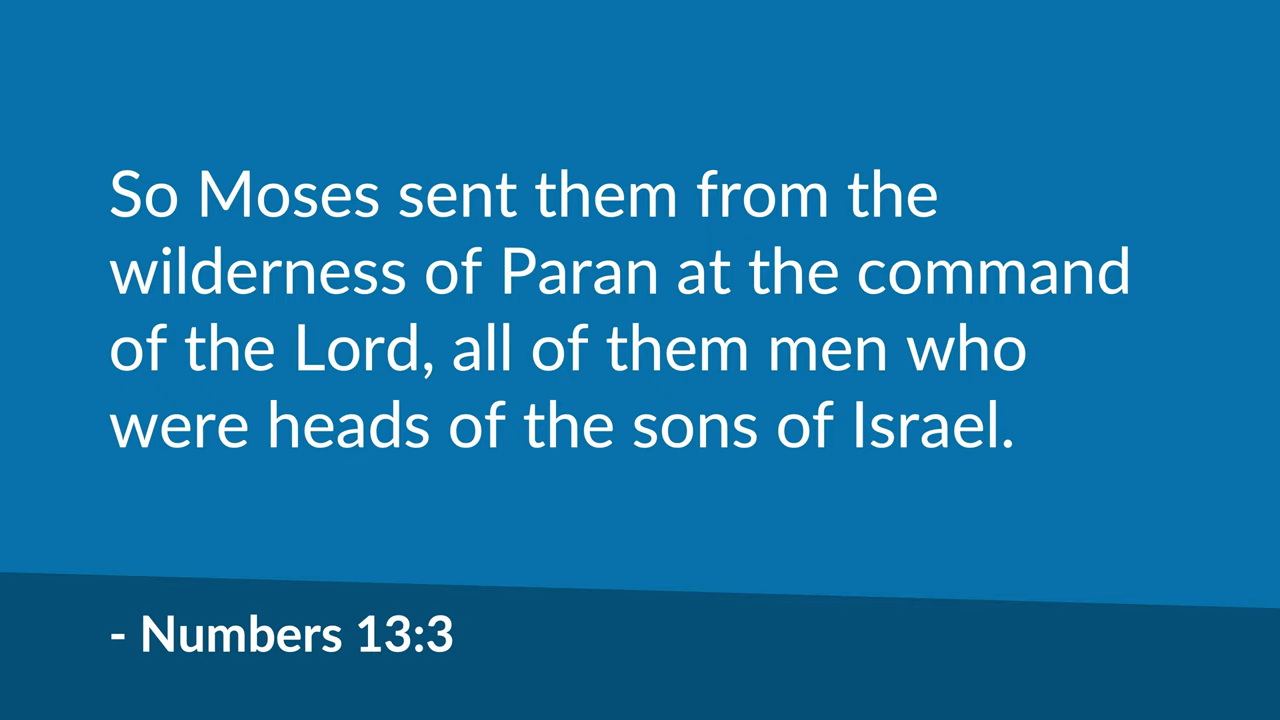 So Moses sent them from the
wilderness of Paran at the command
of the Lord, all of them men who
were heads of the sons of Israel.
- Numbers 13:3